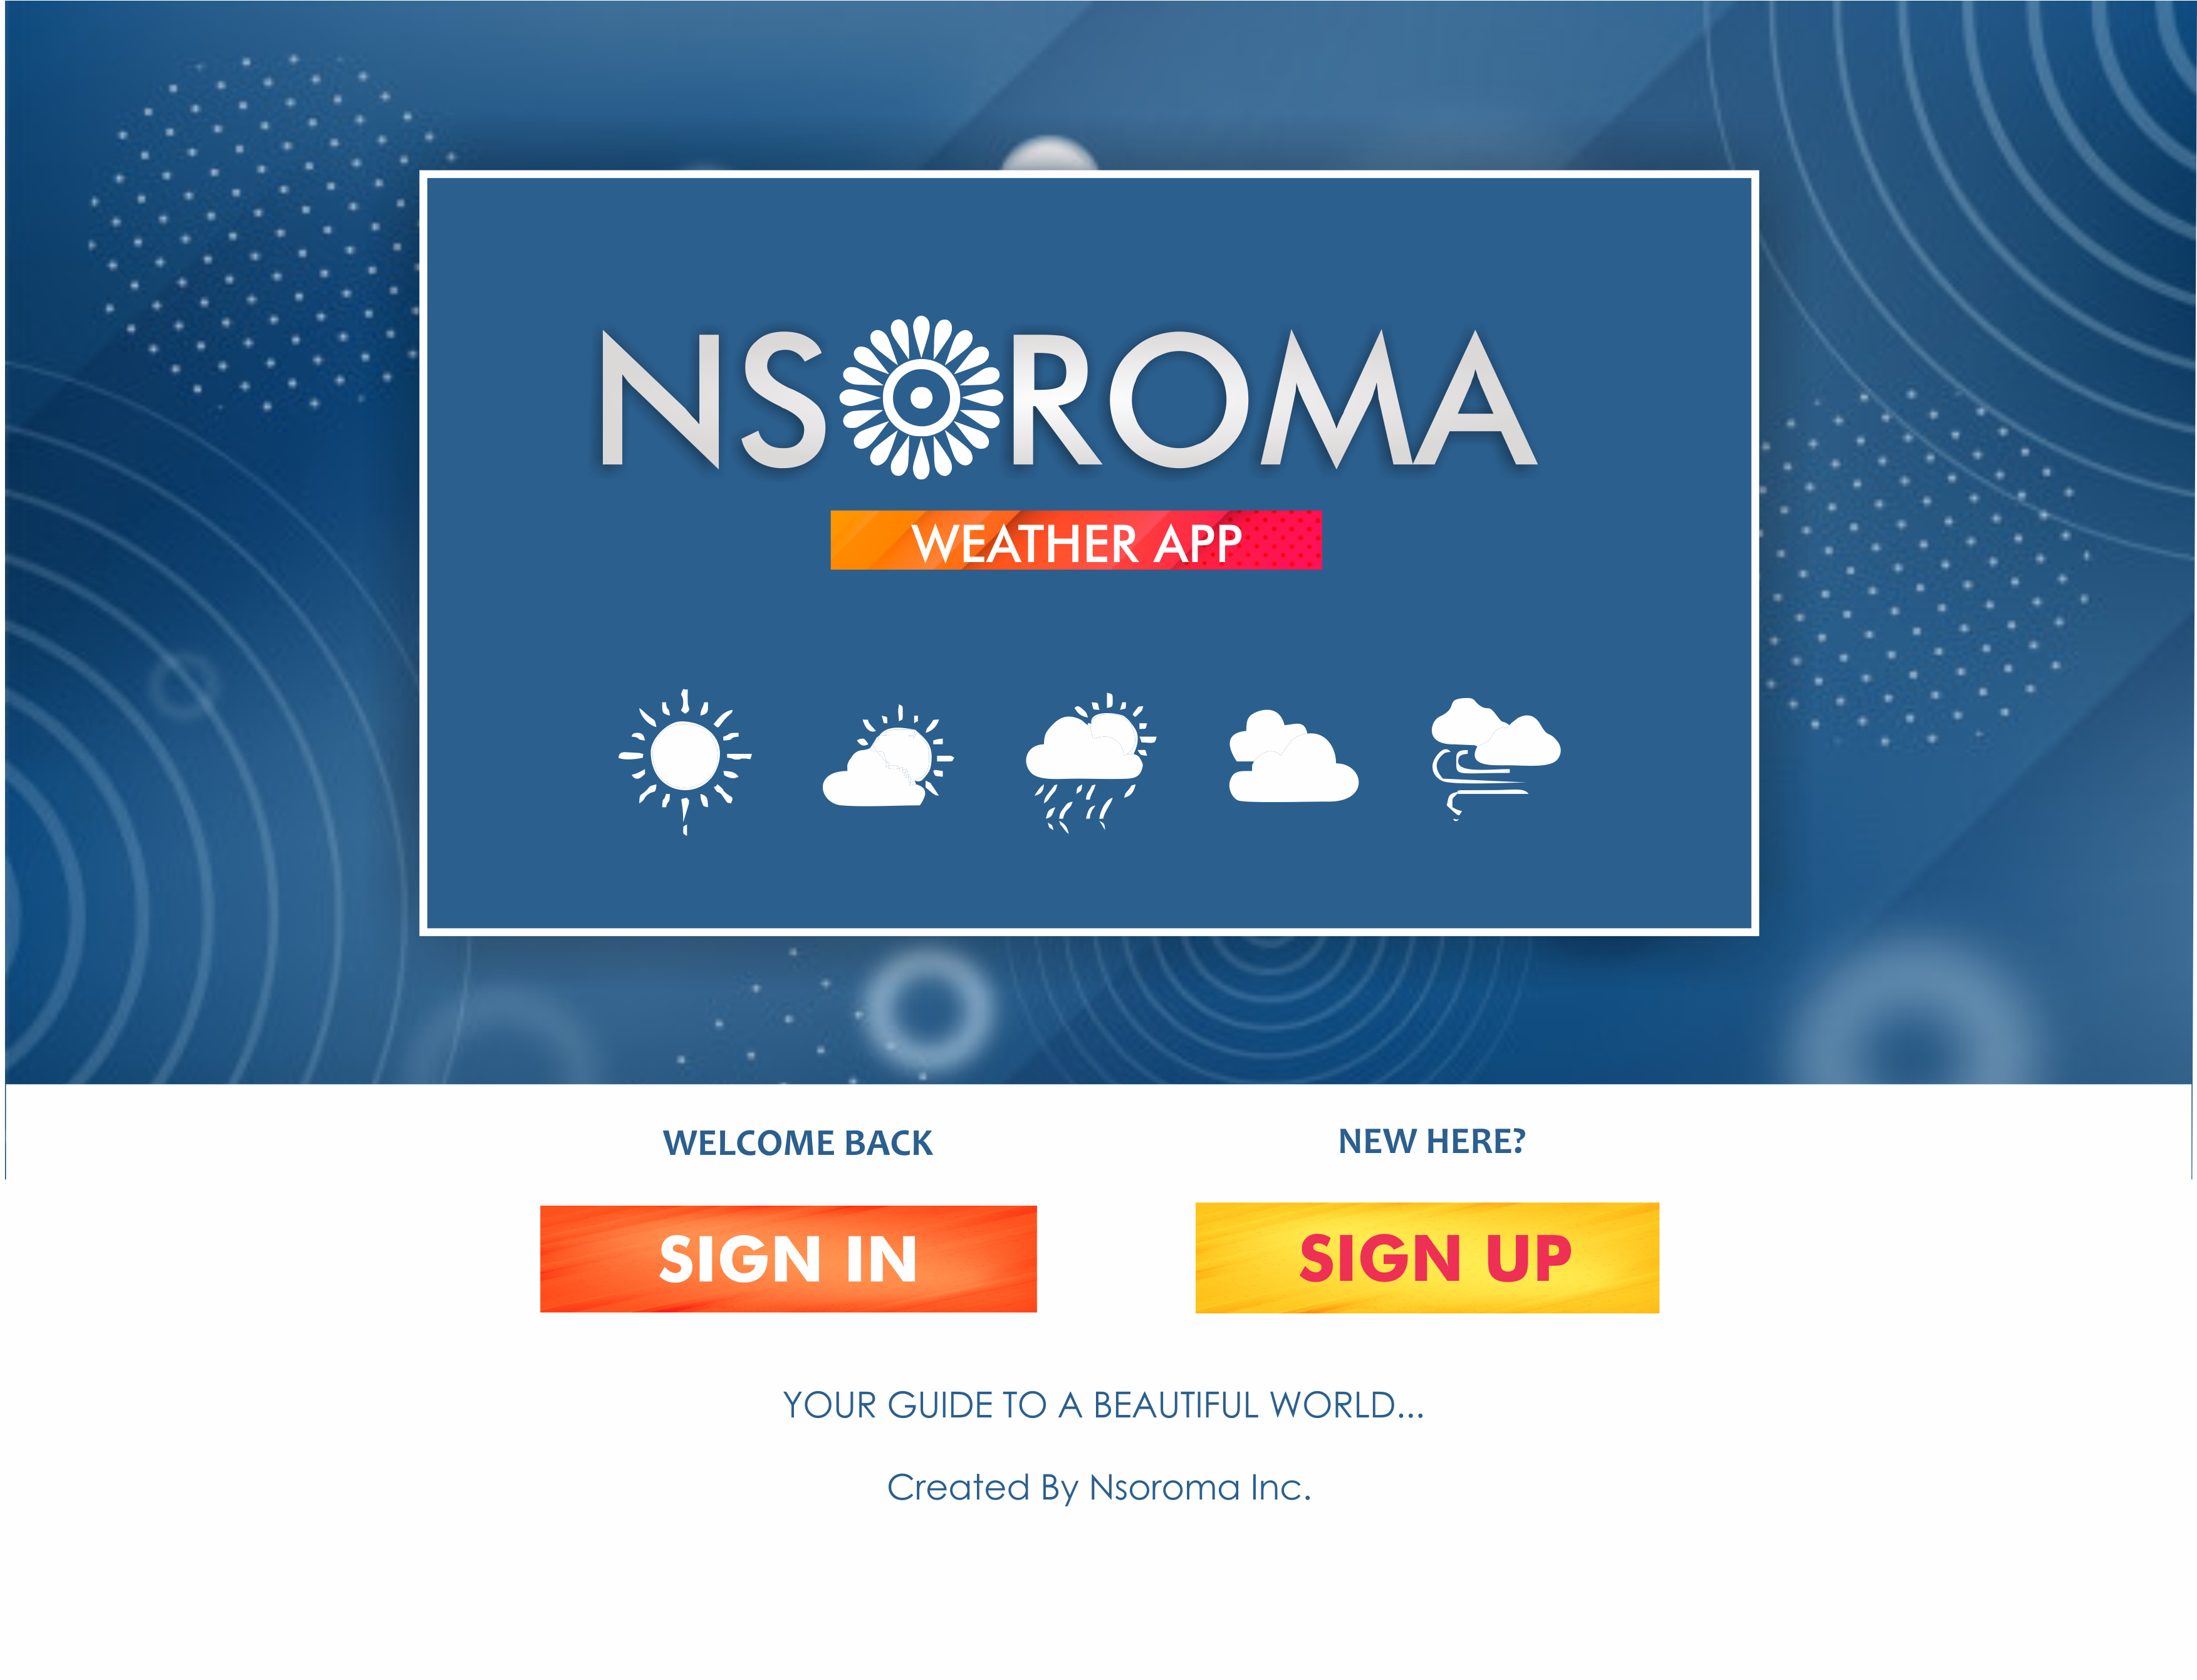 NSOROMA
WEATHER APP
WELCOME BACK
NEW HERE?
SIGN IN
SIGN UP
YOUR GUIDE TO A BEAUTIFUL WORLD...
Created By Nsoroma Inc.